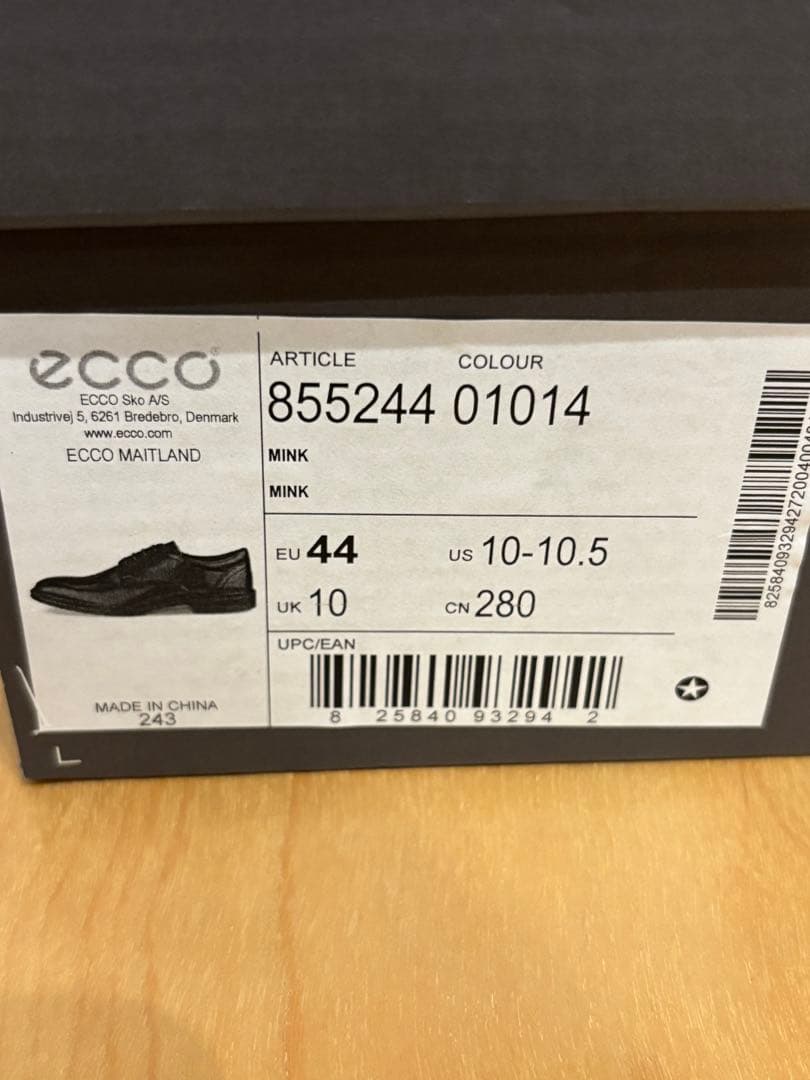 ecco
ECCO Sko A/S
Industrivej 5, 6261 Bredebro, Denmark
www.ecco.com
ECCO MAITLAND
MADE IN CHINA
243
ARTICLE COLOUR
855244 01014
MINK
MINK
EU 44 US 10-10.5
UK 10 CN 280
UPC/EAN
8 25840 93294 2
L